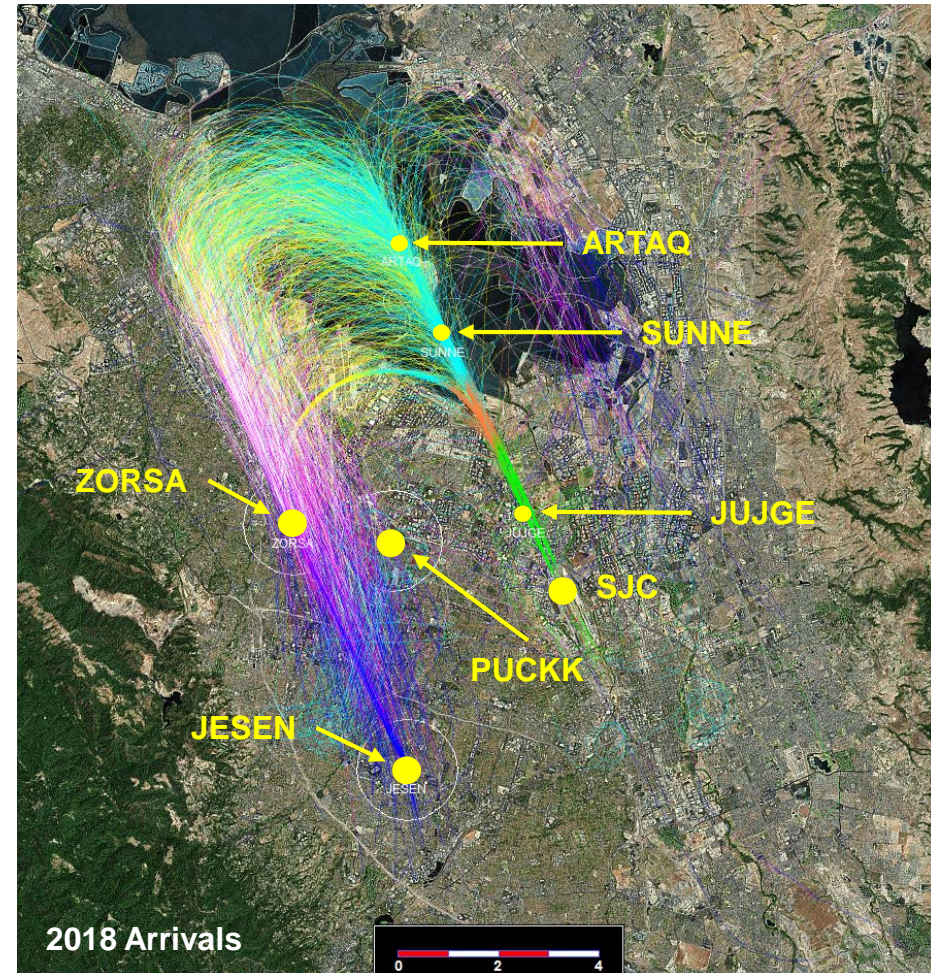 ARTAQ
ARTAQ
SUNNE
SUNNE
ZORSA
ZORSA
JUJGE
JUJGE
SJC
PUCKK
JESEN
JESEN
2018 Arrivals
0 2 4